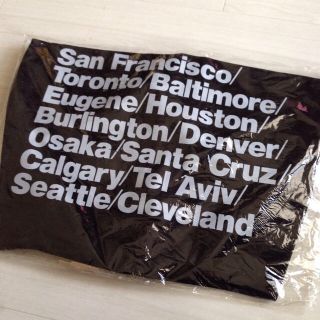 San Francisco/
Toronto/Baltimore/
Eugene/Houston
Burlington/Denver/
Osaka/Santa Cruz
Calgary/Tel Aviv/
Seattle/Cleveland